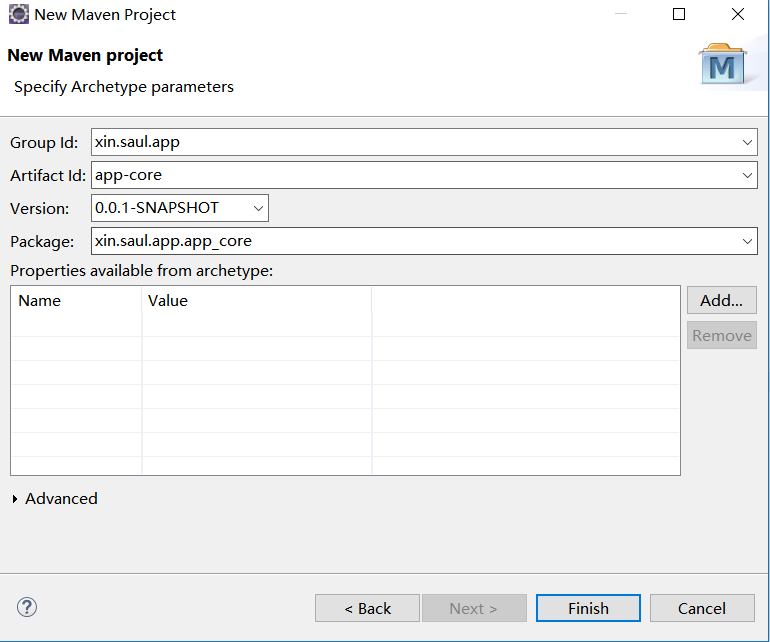 New Maven Project
New Maven project
Specify Archetype parameters
M
Group Id: xin.saul.app
Artifact Id: app-core
Version: 0.0.1-SNAPSHOT
Package: xin.saul.app.app_core
Properties available from archetype:
Name Value
Add...
Remove
Advanced
? < Back Next > Finish Cancel